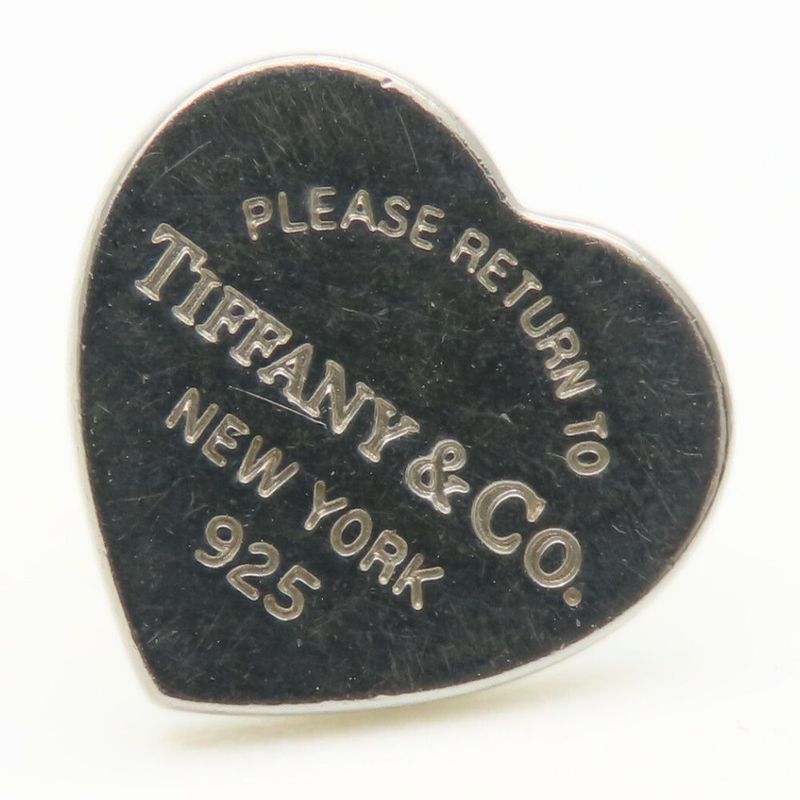 PLEASE RETURN TO
TIFFANY & CO.
NEW YORK
925